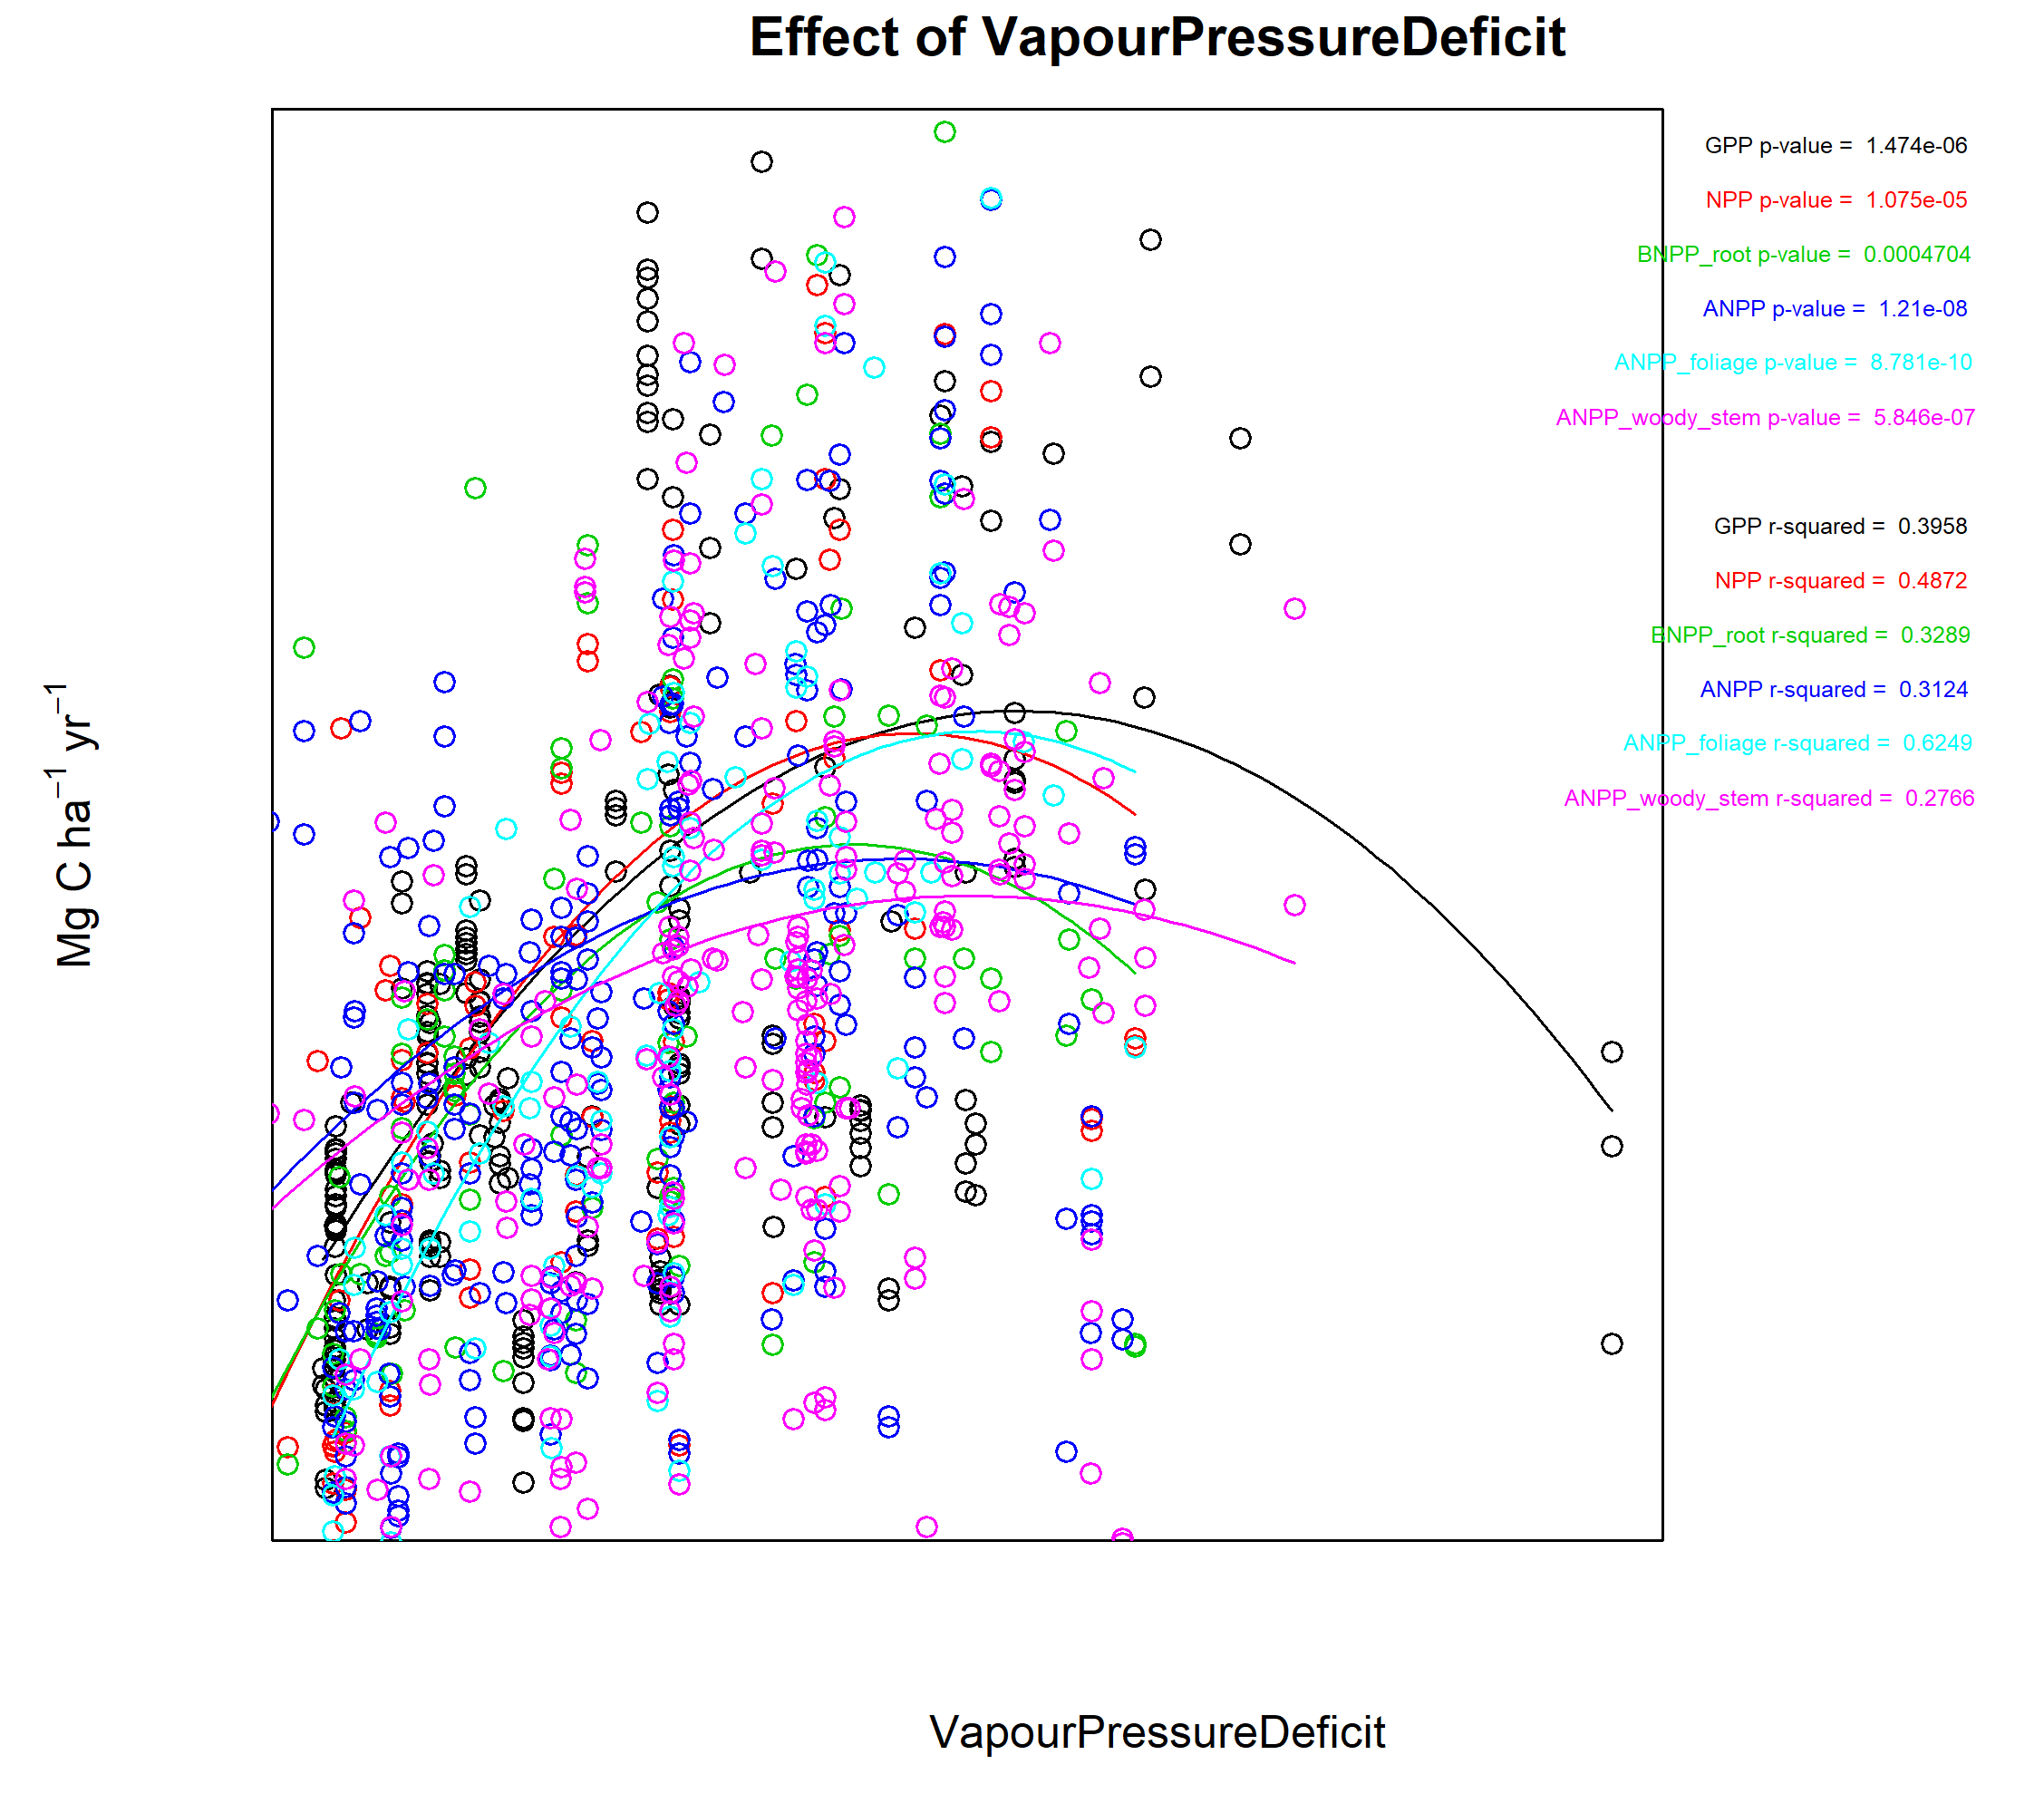 Effect of VapourPressureDeficit
GPP p-value = 1.474e-06
NPP p-value = 1.075e-05
BNPP_root p-value = 0.0004704
ANPP p-value = 1.21e-08
ANPP_foliage p-value = 8.781e-10
ANPP_woody_stem p-value = 5.846e-07
GPP r-squared = 0.3958
NPP r-squared = 0.4872
BNPP_root r-squared = 0.3289
ANPP r-squared = 0.3124
ANPP_foliage r-squared = 0.6249
ANPP_woody_stem r-squared = 0.2766
Mg C ha⁻¹ yr⁻¹
VapourPressureDeficit